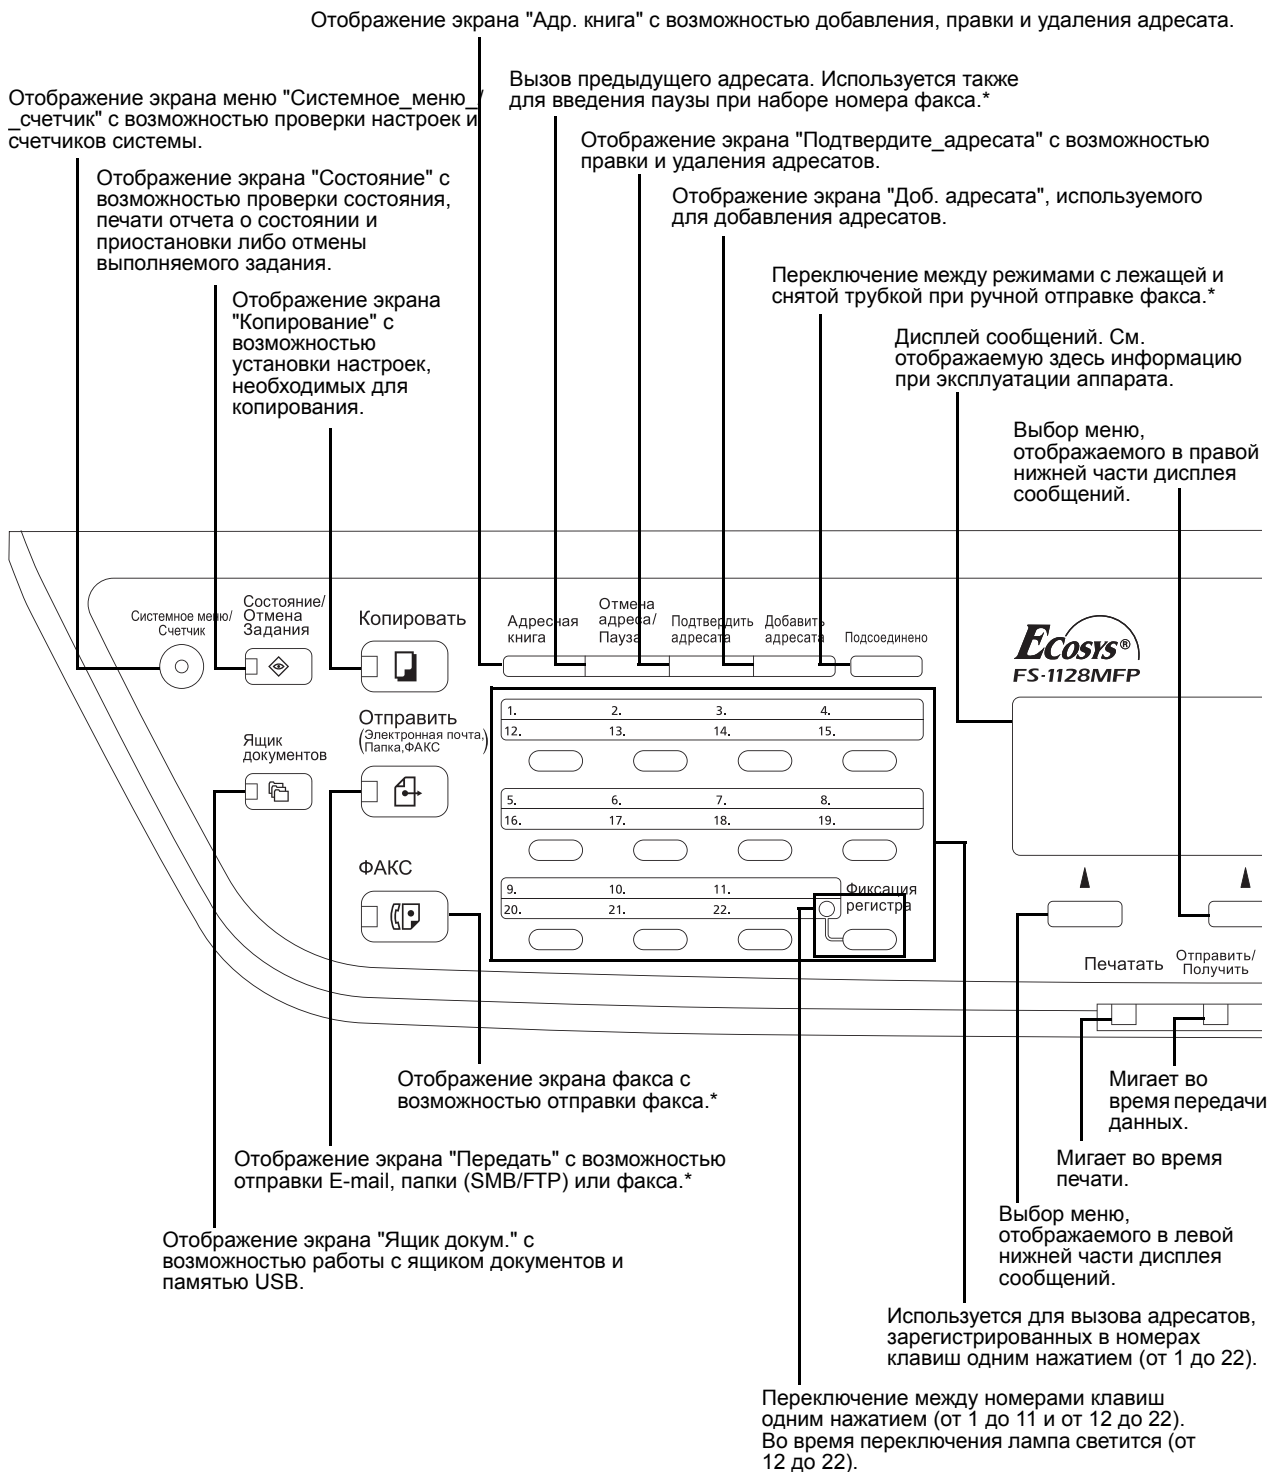 Отображение экрана "Адр. книга" с возможностью добавления, правки и удаления адресата.
Вызов предыдущего адресата. Используется также
для введения паузы при наборе номера факса.*
Отображение экрана меню "Системное_меню_/
_счетчик" с возможностью проверки настроек и
счетчиков системы.
Отображение экрана "Подтвердите_адресата" с возможностью
правки и удаления адресатов.
Отображение экрана "Состояние" с
возможностью проверки состояния,
печати отчета о состоянии и
приостановки либо отмены
выполняемого задания.
Отображение экрана "Доб. адресата", используемого
для добавления адресатов.
Переключение между режимами с лежащей и
снятой трубкой при ручной отправке факса.*
Отображение экрана
"Копирование" с
возможностью
установки настроек,
необходимых для
копирования.
Дисплей сообщений. См.
отображаемую здесь информацию
при эксплуатации аппарата.
Выбор меню,
отображаемого в правой
нижней части дисплея
сообщений.
Системное меню/
Счетчик
Состояние/
Отмена
Задания
Копировать
Адресная
книга
Отмена
адреса/
Пауза
Подтвердить
адресата
Добавить
адресата
Подсоединено
Ecosys®
FS-1128MFP
Отправить
(Электронная почта,
Папка,ФАКС)
Ящик
документов
ФАКС
1. 2. 3. 4.
12. 13. 14. 15.
5. 6. 7. 8.
16. 17. 18. 19.
9. 10. 11.
20. 21. 22.
Фиксация
регистра
Печатать
Отправить/
Получить
Отображение экрана факса с
возможностью отправки факса.*
Мигает во
время передачи
данных.
Отображение экрана "Передать" с возможностью
отправки E-mail, папки (SMB/FTP) или факса.*
Мигает во время
печати.
Отображение экрана "Ящик докум." с
возможностью работы с ящиком документов и
памятью USB.
Выбор меню,
отображаемого в левой
нижней части дисплея
сообщений.
Используется для вызова адресатов,
зарегистрированных в номерах
клавиш одним нажатием (от 1 до 22).
Переключение между номерами клавиш
одним нажатием (от 1 до 11 и от 12 до 22).
Во время переключения лампа светится (от
12 до 22).